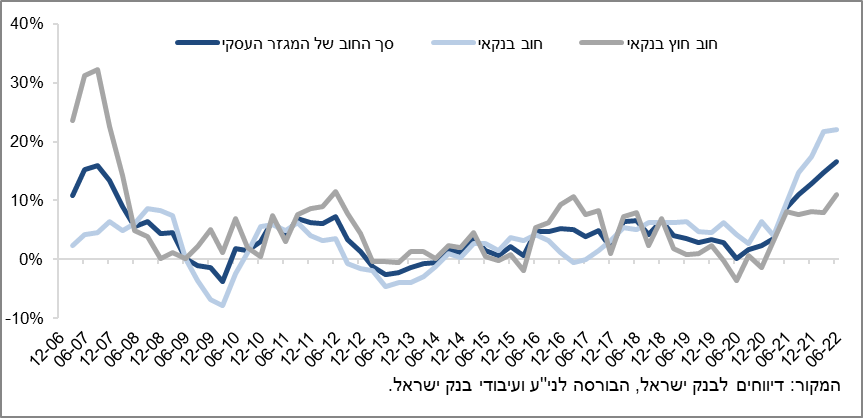 40%
סך החוב של המגזר העסקי חוב בנקאי חוב חוץ בנקאי
30%
20%
10%
0%
-10%
12-06 06-07 12-07 06-08 12-08 06-09 12-09 06-10 12-10 06-11 12-11 06-12 12-12 06-13 12-13 06-14 12-14 06-15 12-15 06-16 12-16 06-17 12-17 06-18 12-18 06-19 12-19 06-20 12-20 06-21 12-21 06-22
המקור: דיווחים לבנק ישראל, הבורסה לני"ע ועיבודי בנק ישראל.